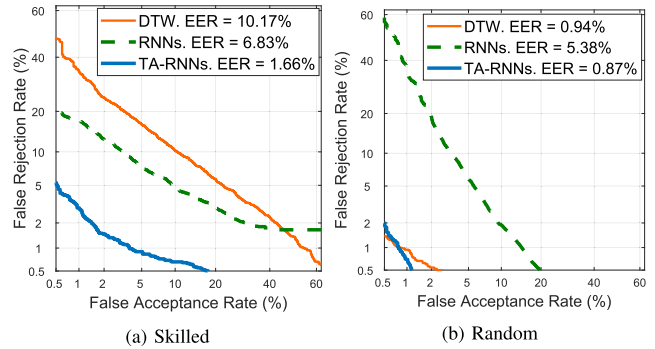 DTW. EER = 10.17%
RNNs. EER = 6.83%
TA-RNNs. EER = 1.66%
False Rejection Rate (%)
60
40
20
10
5
2
1
0.5
0.5 1 2 5 10 20 40 60
False Acceptance Rate (%)
(a) Skilled
DTW. EER = 0.94%
RNNs. EER = 5.38%
TA-RNNs. EER = 0.87%
False Rejection Rate (%)
60
40
20
10
5
2
1
0.5
0.5 1 2 5 10 20 40 60
False Acceptance Rate (%)
(b) Random